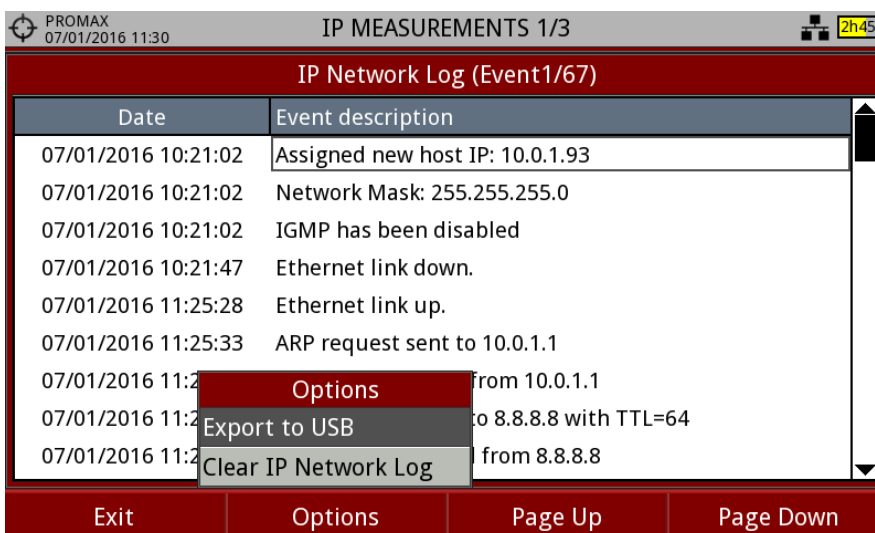 PROMAX
07/01/2016 11:30
IP MEASUREMENTS 1/3
2h45
IP Network Log (Event1/67)
Date Event description
07/01/2016 10:21:02 Assigned new host IP: 10.0.1.93
07/01/2016 10:21:02 Network Mask: 255.255.255.0
07/01/2016 10:21:02 IGMP has been disabled
07/01/2016 10:21:47 Ethernet link down.
07/01/2016 11:25:28 Ethernet link up.
07/01/2016 11:25:33 ARP request sent to 10.0.1.1
07/01/2016 11:2 from 10.0.1.1
07/01/2016 11:2 to 8.8.8.8 with TTL=64
07/01/2016 11:2 from 8.8.8.8
Options
Export to USB
Clear IP Network Log
Exit Options Page Up Page Down